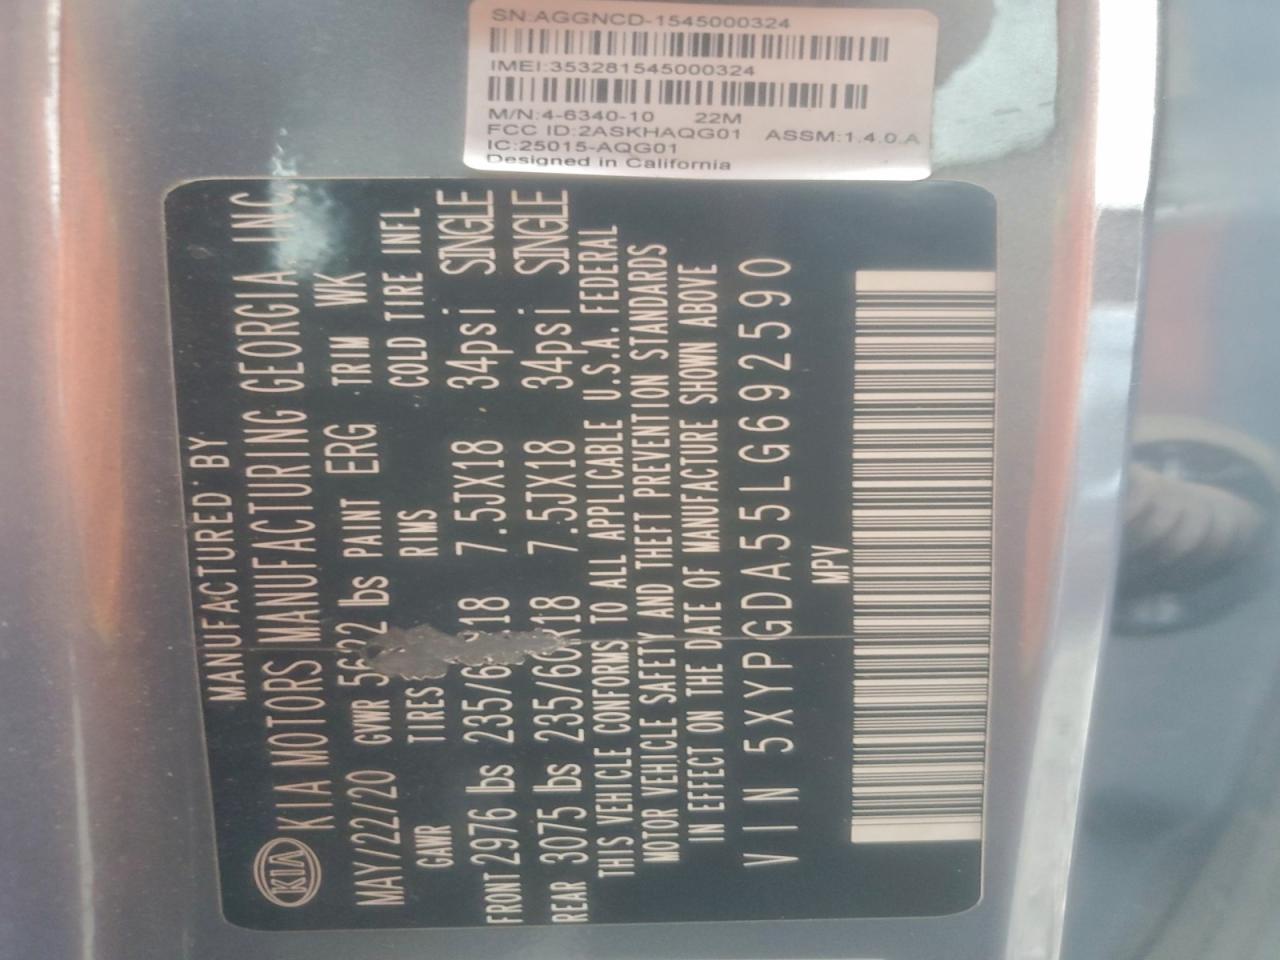 SN:AGGNCD-1545000324
IMEI:353281545000324
M/N:4-6340-10 22M
FCC ID:2ASKHAQG01 ASSM:1.4.0.A
IC:25015-AQG01
Designed in California
MANUFACTURED BY
KIA KIA MOTORS MANUFACTURING GEORGIA INC.
MAY/22/20 GVWR lbs PAINT ERG TRIM WK
GAWR TIRES RIMS COLD TIRE INFL
FRONT 2976 lbs 7.5JX18 34psi SINGLE
REAR 3075 lbs 7.5JX18 34psi SINGLE
THIS VEHICLE CONFORMS TO ALL APPLICABLE U.S.A. FEDERAL
MOTOR VEHICLE SAFETY AND THEFT PREVENTION STANDARDS
IN EFFECT ON THE DATE OF MANUFACTURE SHOWN ABOVE
VIN 5XYPGDA55LG692590
MPV